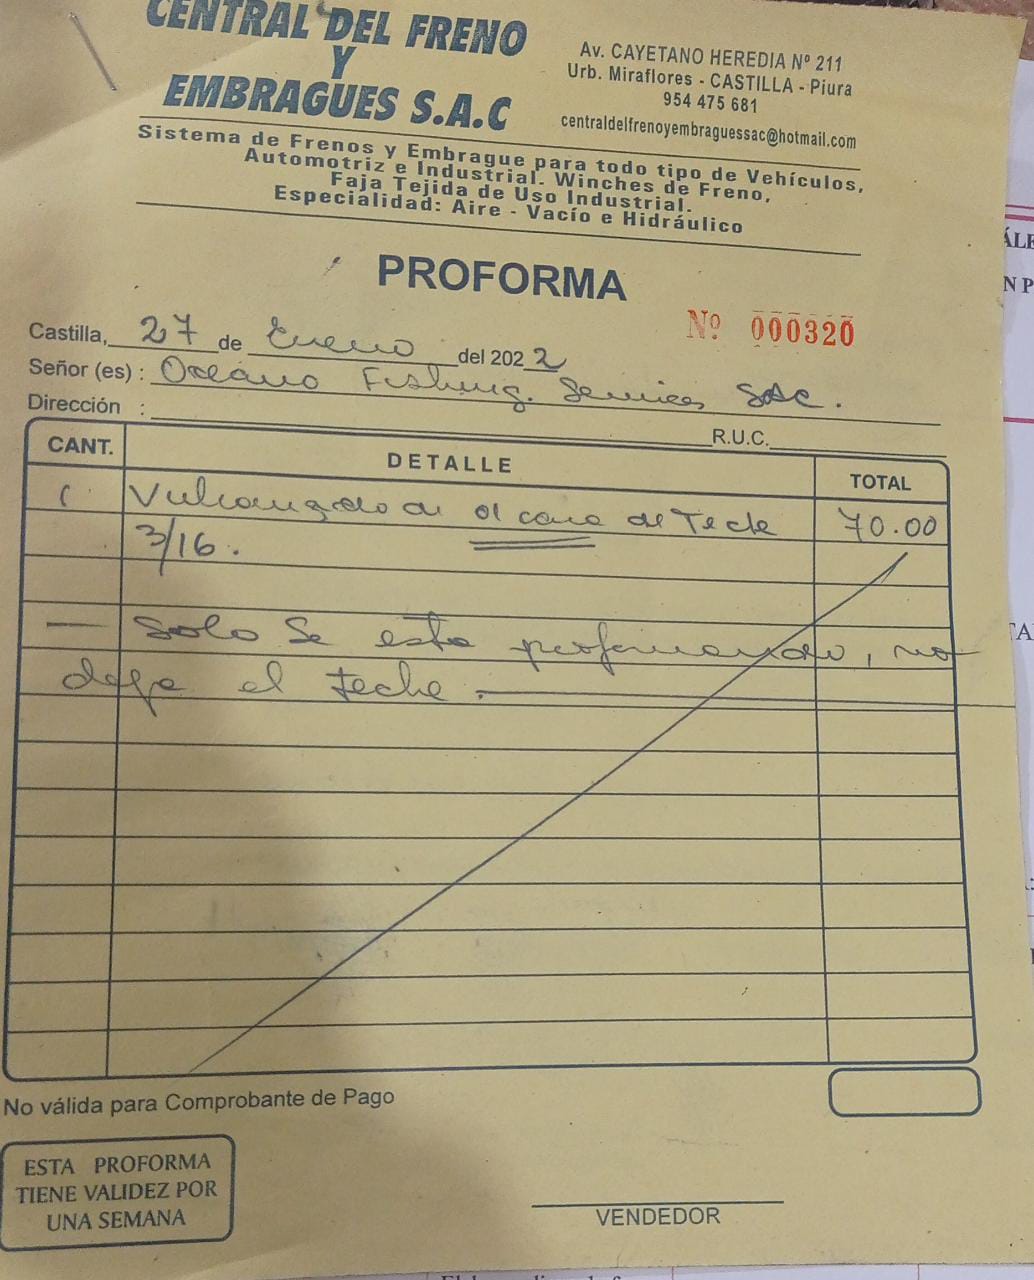 CENTRAL DEL FRENO
Y
EMBRAGUES S.A.C
Av. CAYETANO HEREDIA Nº 211
Urb. Miraflores - CASTILLA - Piura
954 475 681
centraldelfrenoyembraguessac@hotmail.com
Sistema de Frenos y Embrague para todo tipo de Vehículos,
Automotriz e Industrial. Winches de Freno,
Faja Tejida de Uso Industrial.
Especialidad: Aire - Vacío e Hidráulico
PROFORMA
Nº 000320
Castilla, 27 de Enero del 2022
Señor (es) : Oceano Fishing. Services SAC.
Dirección :
R.U.C.
CANT. DETALLE TOTAL
1 Vulcanizado de cono de Tecle 70.00
3/16.
— Solo Se esta proformando, no
deja el tecle.
No válida para Comprobante de Pago
ESTA PROFORMA
TIENE VALIDEZ POR
UNA SEMANA
VENDEDOR